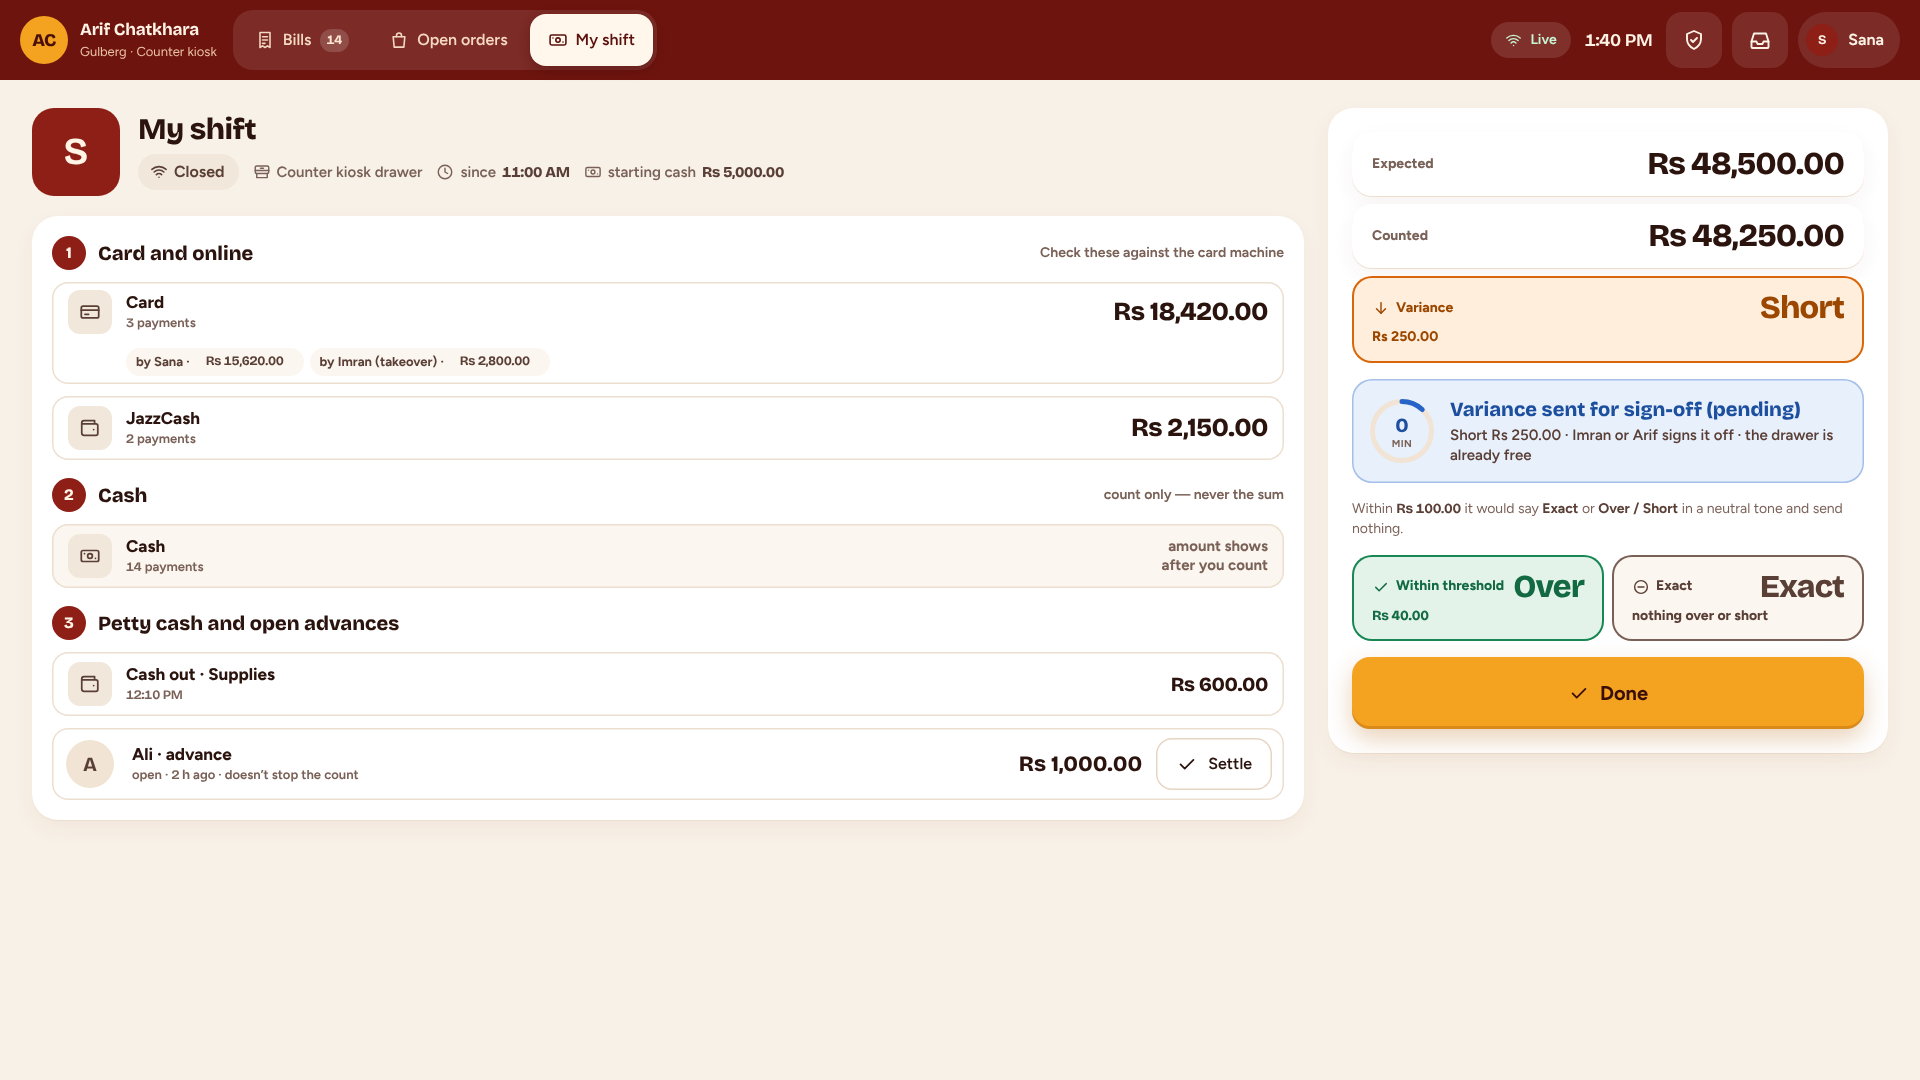 AC
Arif Chatkhara
Gulberg · Counter kiosk
Bills 14
Open orders
My shift
Live
1:40 PM
S
Sana
S
My shift
Closed
Counter kiosk drawer
since 11:00 AM
starting cash Rs 5,000.00
1 Card and online
Check these against the card machine
Card
3 payments
Rs 18,420.00
by Sana · Rs 15,620.00
by Imran (takeover) · Rs 2,800.00
JazzCash
2 payments
Rs 2,150.00
2 Cash
count only — never the sum
Cash
14 payments
amount shows
after you count
3 Petty cash and open advances
Cash out · Supplies
12:10 PM
Rs 600.00
A
Ali · advance
open · 2 h ago · doesn't stop the count
Rs 1,000.00
Settle
Expected
Rs 48,500.00
Counted
Rs 48,250.00
Variance
Short
Rs 250.00
0
MIN
Variance sent for sign-off (pending)
Short Rs 250.00 · Imran or Arif signs it off · the drawer is
already free
Within Rs 100.00 it would say Exact or Over / Short in a neutral tone and send
nothing.
Within threshold
Over
Rs 40.00
Exact
Exact
nothing over or short
Done